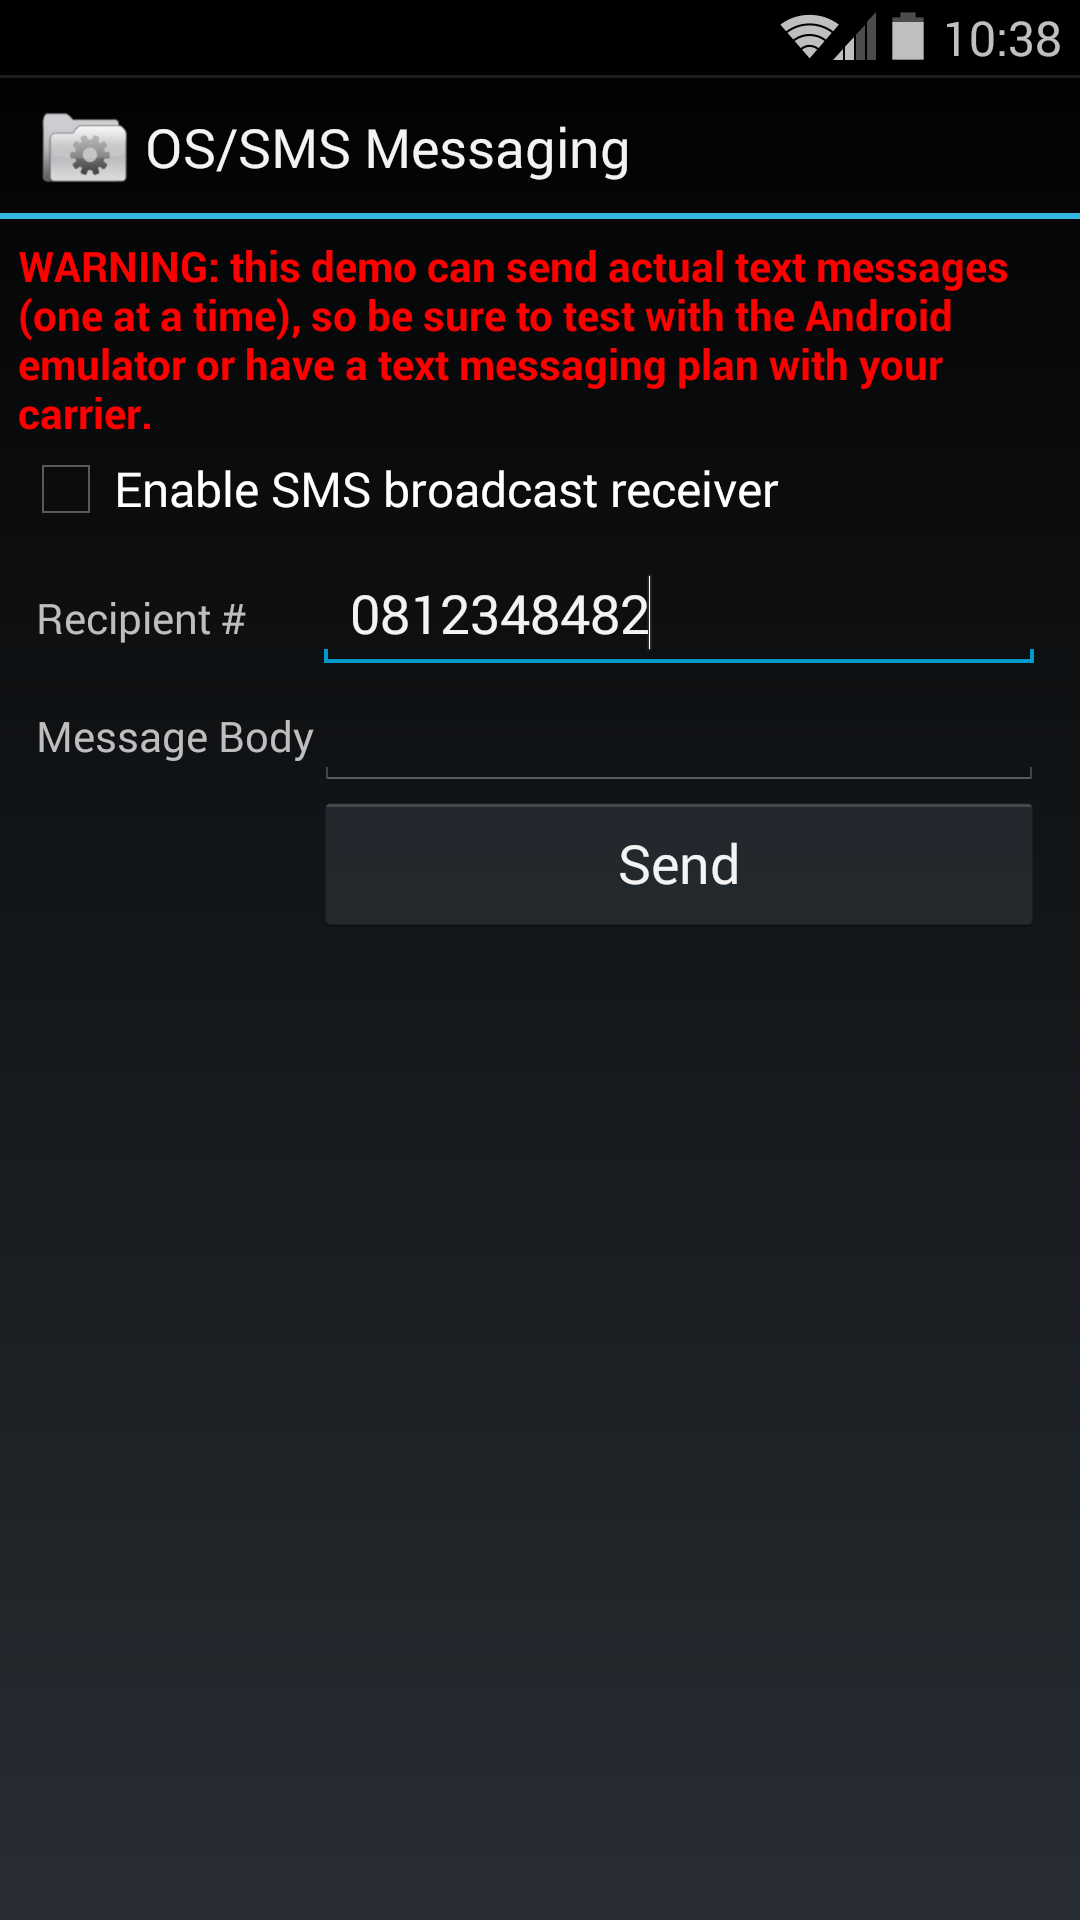 10:38
OS/SMS Messaging
WARNING: this demo can send actual text messages
(one at a time), so be sure to test with the Android
emulator or have a text messaging plan with your
carrier.
Enable SMS broadcast receiver
Recipient # 0812348482
Message Body
Send